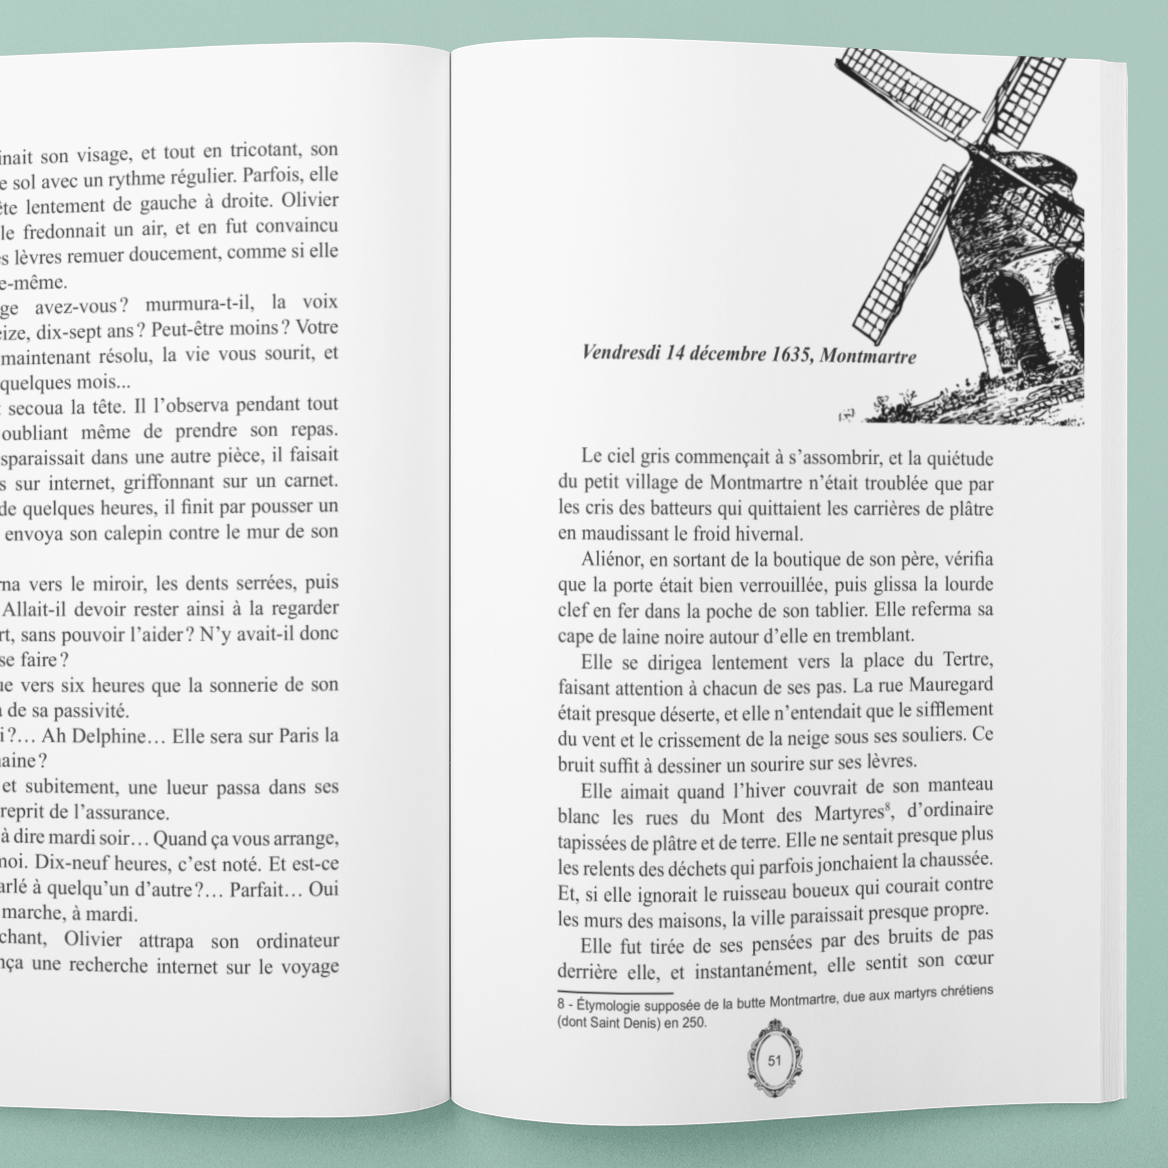 son visage, et tout en tricotant, son
sol avec un rythme régulier. Parfois, elle
lentement de gauche à droite. Olivier
le fredonnait un air, et en fut convaincu
lèvres remuer doucement, comme si elle
e-même.
ge avez-vous ? murmura-t-il, la voix
eize, dix-sept ans ? Peut-être moins ? Votre
maintenant résolu, la vie vous sourit, et
quelques mois...
secoua la tête. Il l'observa pendant tout
oubliant même de prendre son repas.
sparaissait dans une autre pièce, il faisait
s sur internet, griffonnant sur un carnet.
de quelques heures, il finit par pousser un
envoya son calepin contre le mur de son
rna vers le miroir, les dents serrées, puis
Allait-il devoir rester ainsi à la regarder
rt, sans pouvoir l'aider ? N'y avait-il donc
se faire ?
ue vers six heures que la sonnerie de son
de sa passivité.
i ?… Ah Delphine… Elle sera sur Paris la
aine ?
et subitement, une lueur passa dans ses
reprit de l'assurance.
à dire mardi soir… Quand ça vous arrange,
moi. Dix-neuf heures, c'est noté. Et est-ce
arlé à quelqu'un d'autre ?… Parfait… Oui
marche, à mardi.
chant, Olivier attrapa son ordinateur
nça une recherche internet sur le voyage
Vendresdi 14 décembre 1635, Montmartre
Le ciel gris commençait à s'assombrir, et la quiétude
du petit village de Montmartre n'était troublée que par
les cris des batteurs qui quittaient les carrières de plâtre
en maudissant le froid hivernal.
Aliénor, en sortant de la boutique de son père, vérifia
que la porte était bien verrouillée, puis glissa la lourde
clef en fer dans la poche de son tablier. Elle referma sa
cape de laine noire autour d'elle en tremblant.
Elle se dirigea lentement vers la place du Tertre,
faisant attention à chacun de ses pas. La rue Mauregard
était presque déserte, et elle n'entendait que le sifflement
du vent et le crissement de la neige sous ses souliers. Ce
bruit suffit à dessiner un sourire sur ses lèvres.
Elle aimait quand l'hiver couvrait de son manteau
blanc les rues du Mont des Martyres⁸, d'ordinaire
tapissées de plâtre et de terre. Elle ne sentait presque plus
les relents des déchets qui parfois jonchaient la chaussée.
Et, si elle ignorait le ruisseau boueux qui courait contre
les murs des maisons, la ville paraissait presque propre.
Elle fut tirée de ses pensées par des bruits de pas
derrière elle, et instantanément, elle sentit son cœur
8 - Étymologie supposée de la butte Montmartre, due aux martyrs chrétiens
(dont Saint Denis) en 250.
51